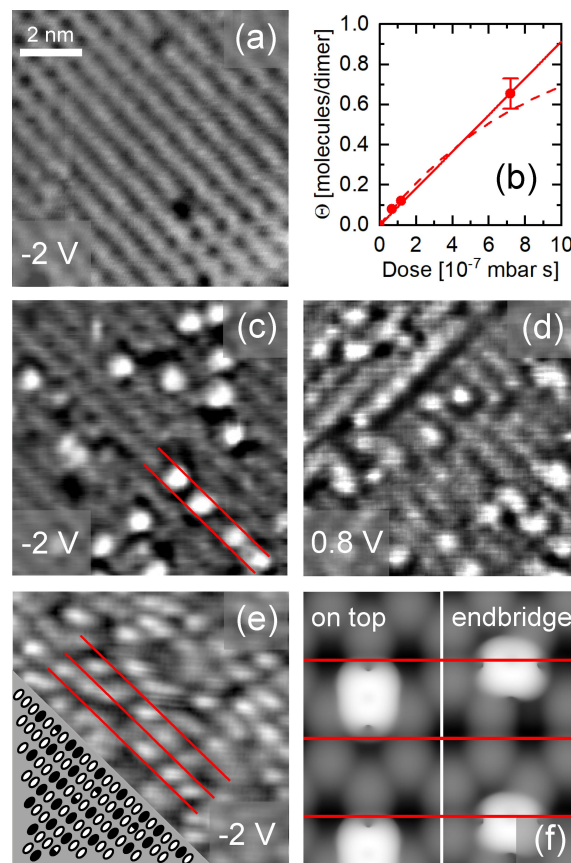 2 nm
(a)
-2 V
Θ [molecules/dimer]
1.0
0.8
0.6
0.4
0.2
0.0
0 2 4 6 8 10
Dose [10⁻⁷ mbar s]
(b)
(c)
-2 V
(d)
0.8 V
(e)
-2 V
on top
endbridge
(f)